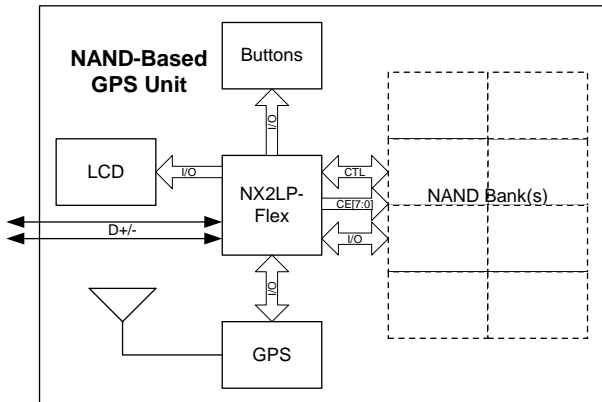 NAND-Based
GPS Unit
Buttons
I/O
LCD
I/O
NX2LP-
Flex
CTL
CE[7:0]
I/O
NAND Bank(s)
D+/-
I/O
GPS